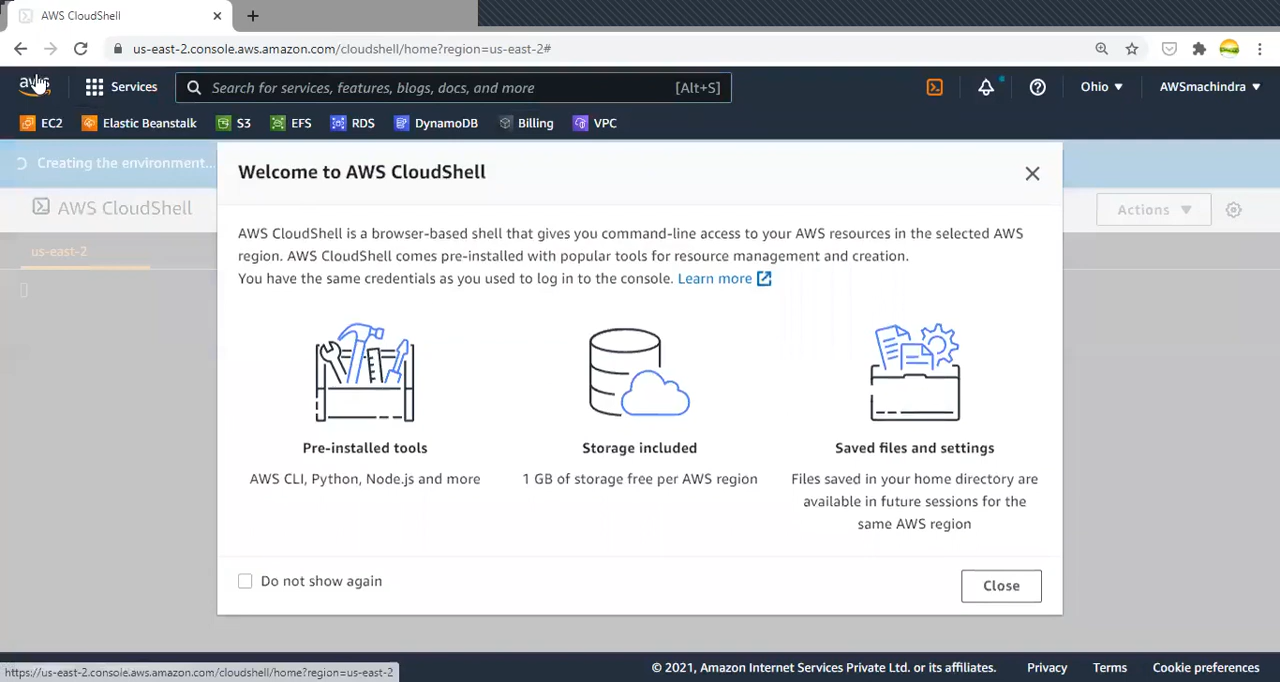 AWS CloudShell
us-east-2.console.aws.amazon.com/cloudshell/home?region=us-east-2#
aws Services Search for services, features, blogs, docs, and more [Alt+S] Ohio AWSmachindra
EC2 Elastic Beanstalk S3 EFS RDS DynamoDB Billing VPC
Creating the environment...
AWS CloudShell Actions
us-east-2
Welcome to AWS CloudShell
AWS CloudShell is a browser-based shell that gives you command-line access to your AWS resources in the selected AWS
region. AWS CloudShell comes pre-installed with popular tools for resource management and creation.
You have the same credentials as you used to log in to the console. Learn more
Pre-installed tools
AWS CLI, Python, Node.js and more
Storage included
1 GB of storage free per AWS region
Saved files and settings
Files saved in your home directory are
available in future sessions for the
same AWS region
Do not show again
Close
https://us-east-2.console.aws.amazon.com/cloudshell/home?region=us-east-2
© 2021, Amazon Internet Services Private Ltd. or its affiliates. Privacy Terms Cookie preferences